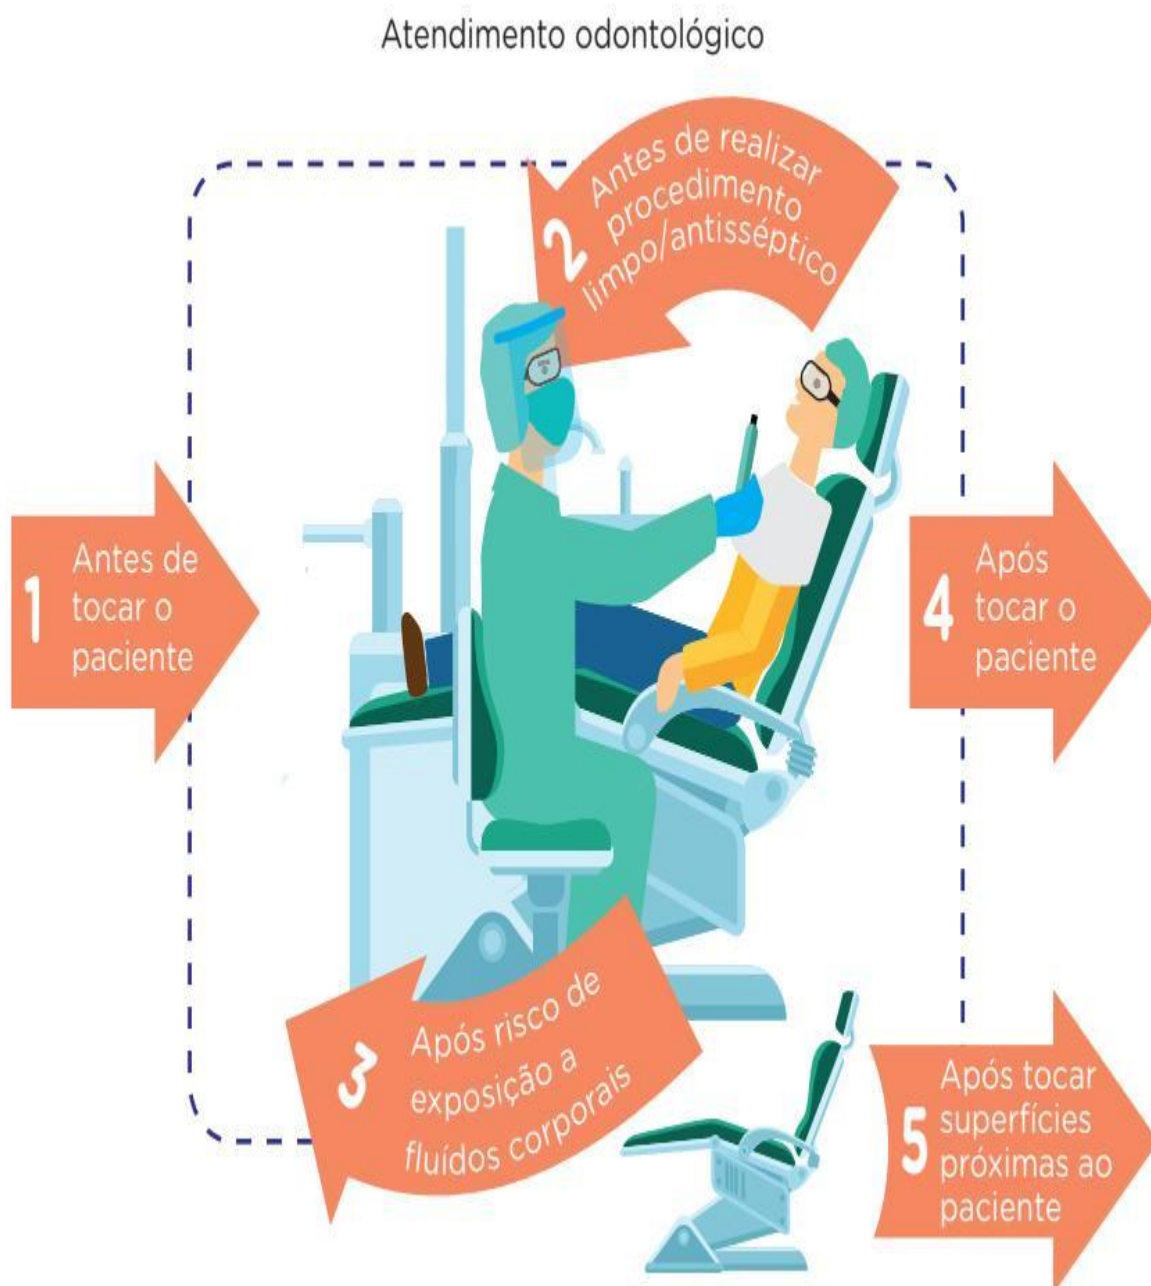 Atendimento odontológico
2 Antes de realizar
procedimento
limpo/antisséptico
1 Antes de
tocar o
paciente
4 Após
tocar o
paciente
3 Após risco de
exposição a
fluídos corporais
5 Após tocar
superfícies
próximas ao
paciente